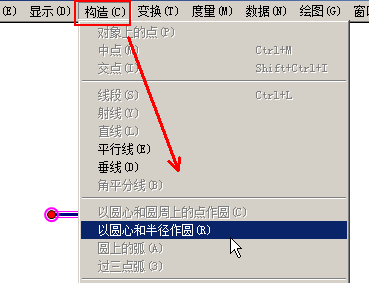 (E) 显示(D) 构造(C) 变换(T) 度量(M) 数据(N) 绘图(G) 窗口
对象上的点(P)
中点(M) Ctrl+M
交点(I) Shift+Ctrl+I
线段(S) Ctrl+L
射线(Y)
直线(L)
平行线(E)
垂线(D)
角平分线(B)
以圆心和圆周上的点作圆(C)
以圆心和半径作圆(R)
圆上的弧(A)
过三点弧(3)